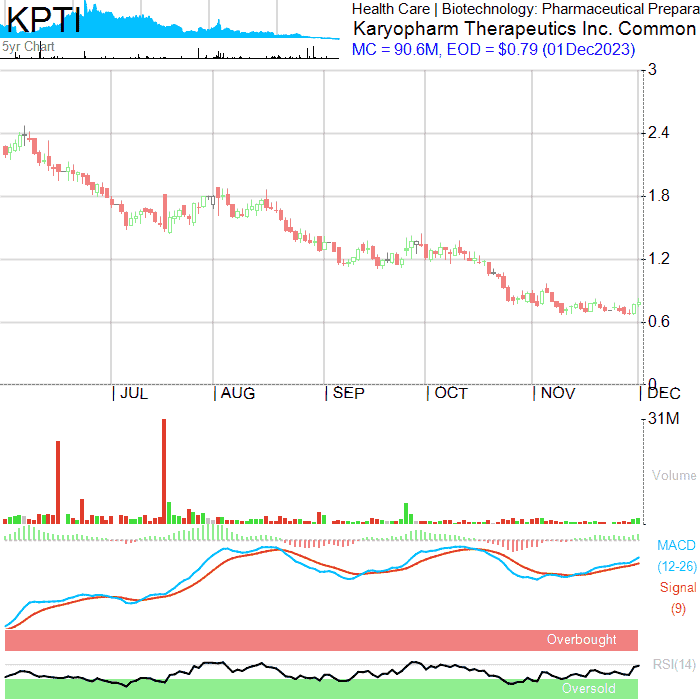 KPTI
5yr Chart
Health Care | Biotechnology: Pharmaceutical Prepara
Karyopharm Therapeutics Inc. Common
MC = 90.6M, EOD = $0.79 (01Dec2023)
3
2.4
1.8
1.2
0.6
0
JUL AUG SEP OCT NOV DEC
31M
Volume
MACD
(12-26)
Signal
(9)
Overbought
RSI(14)
Oversold